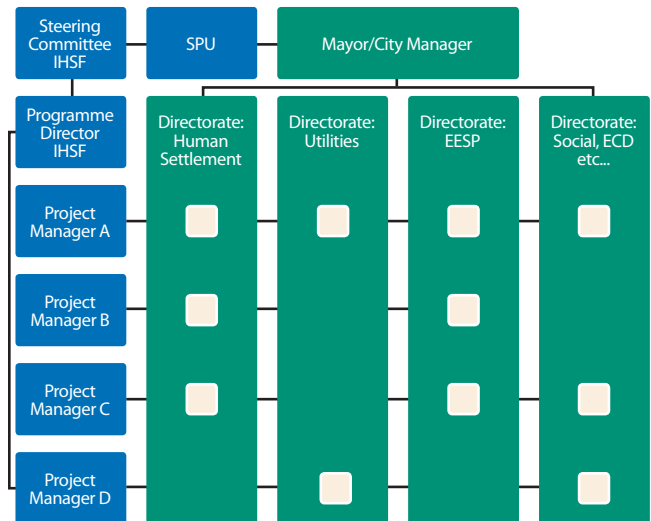 Steering
Committee
IHSF
SPU
Mayor/City Manager
Programme
Director
IHSF
Directorate:
Human
Settlement
Directorate:
Utilities
Directorate:
EESP
Directorate:
Social, ECD
etc...
Project
Manager A
Project
Manager B
Project
Manager C
Project
Manager D